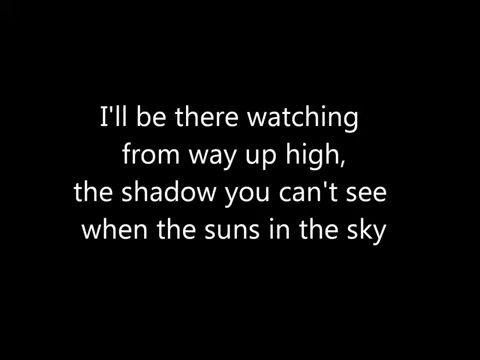 I'll be there watching
from way up high,
the shadow you can't see
when the suns in the sky